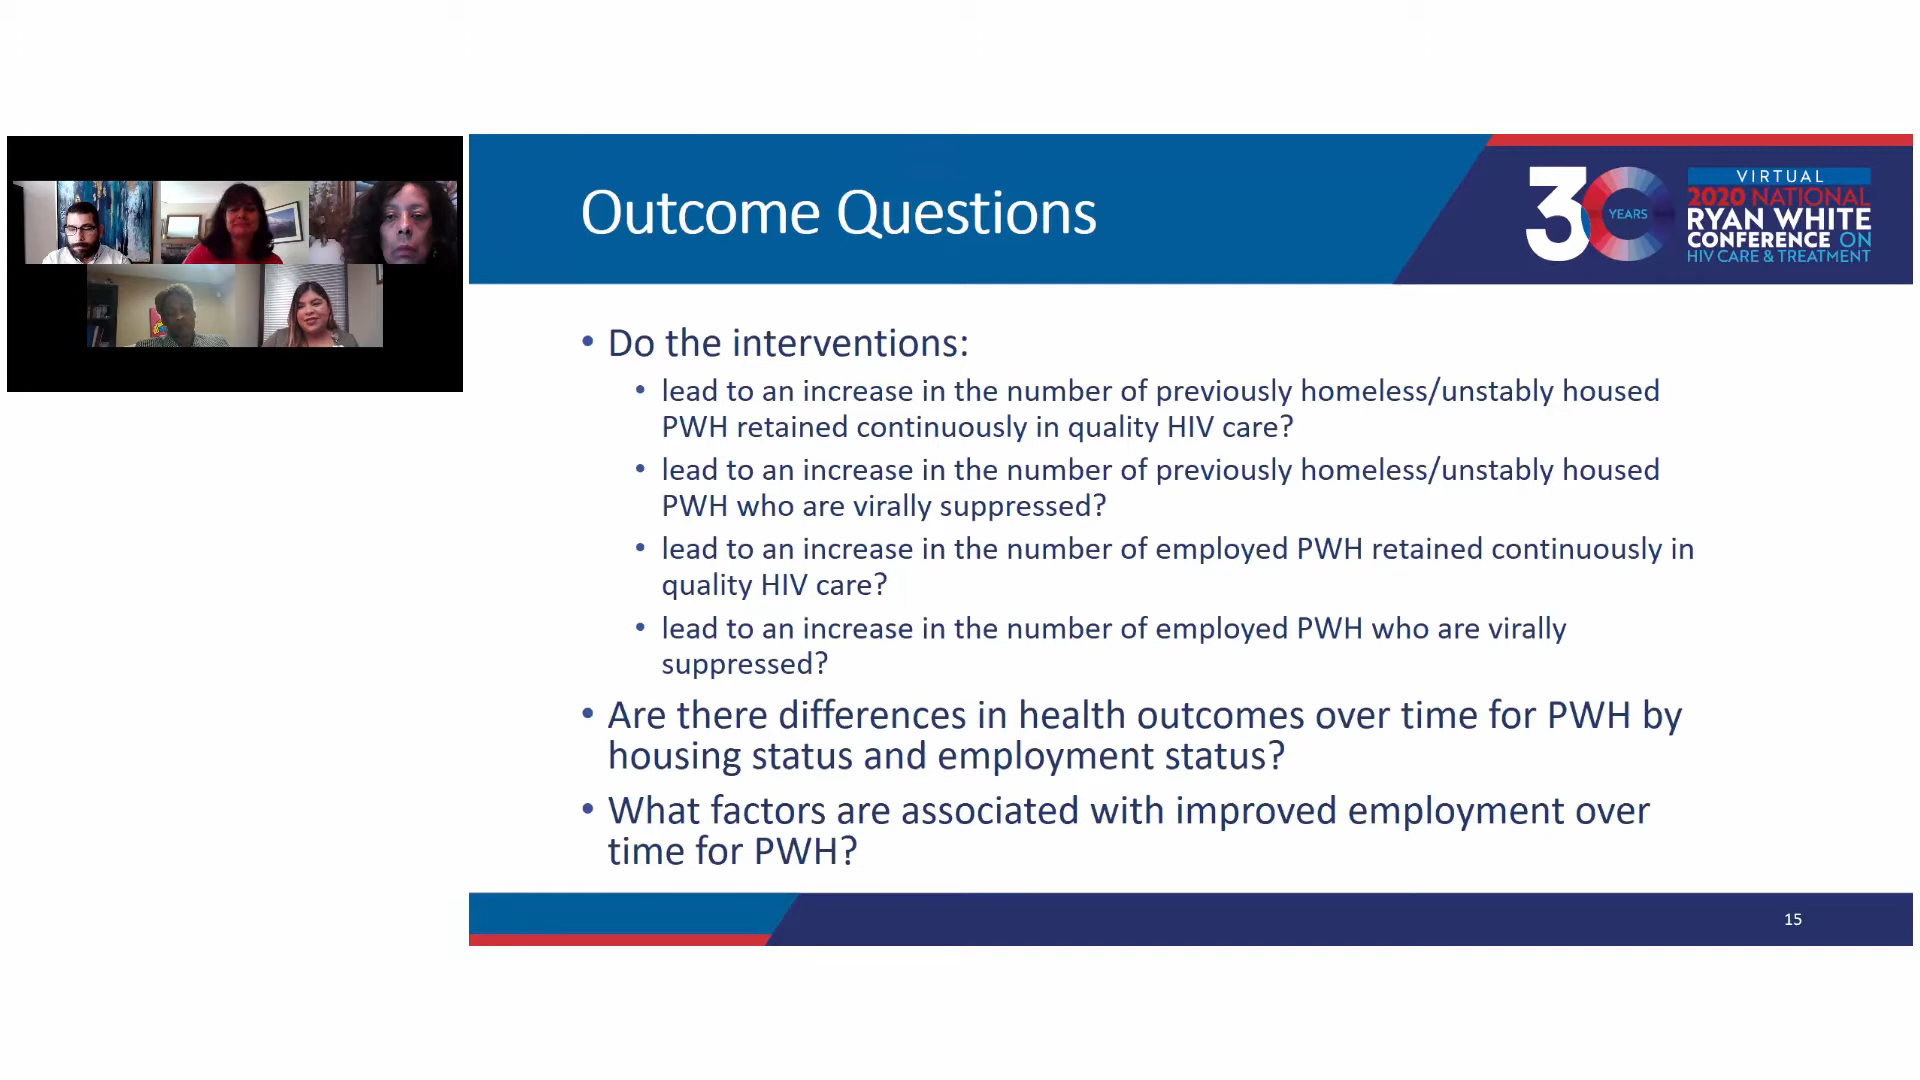 Outcome Questions
30
YEARS
VIRTUAL
2020 NATIONAL
RYAN WHITE
CONFERENCE ON
HIV CARE & TREATMENT
• Do the interventions:
• lead to an increase in the number of previously homeless/unstably housed
PWH retained continuously in quality HIV care?
• lead to an increase in the number of previously homeless/unstably housed
PWH who are virally suppressed?
• lead to an increase in the number of employed PWH retained continuously in
quality HIV care?
• lead to an increase in the number of employed PWH who are virally
suppressed?
• Are there differences in health outcomes over time for PWH by
housing status and employment status?
• What factors are associated with improved employment over
time for PWH?
15